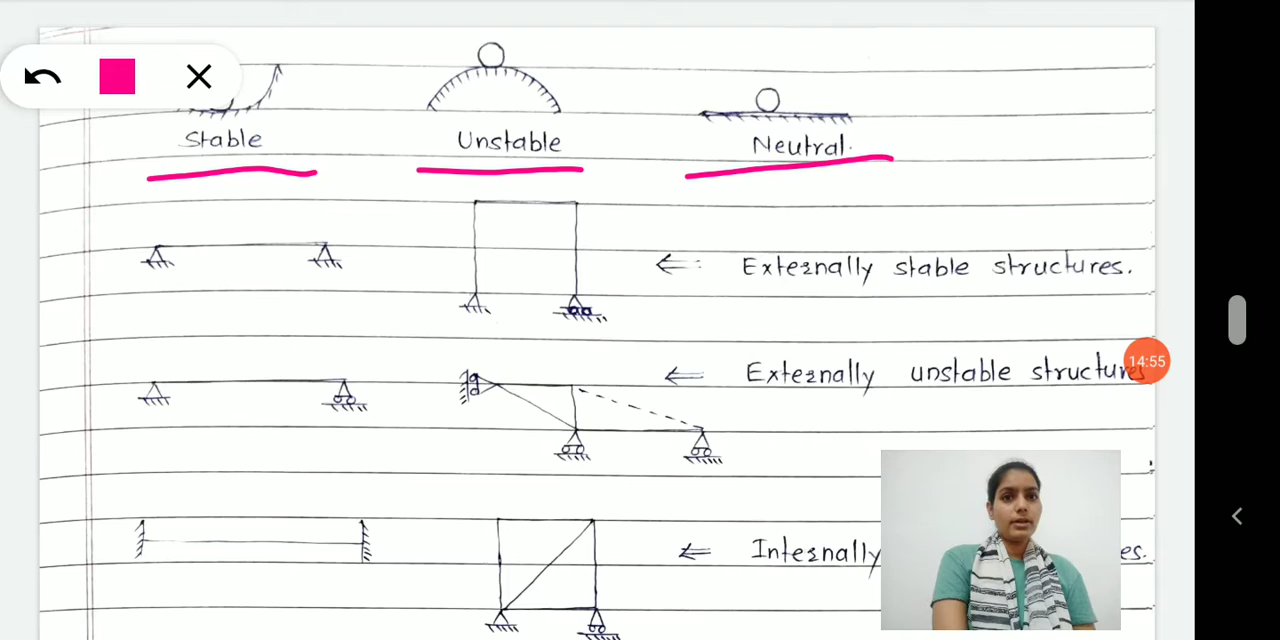 Stable
Unstable
Neutral.
Externally stable structures.
Externally unstable structures
14:55
Internally
es.